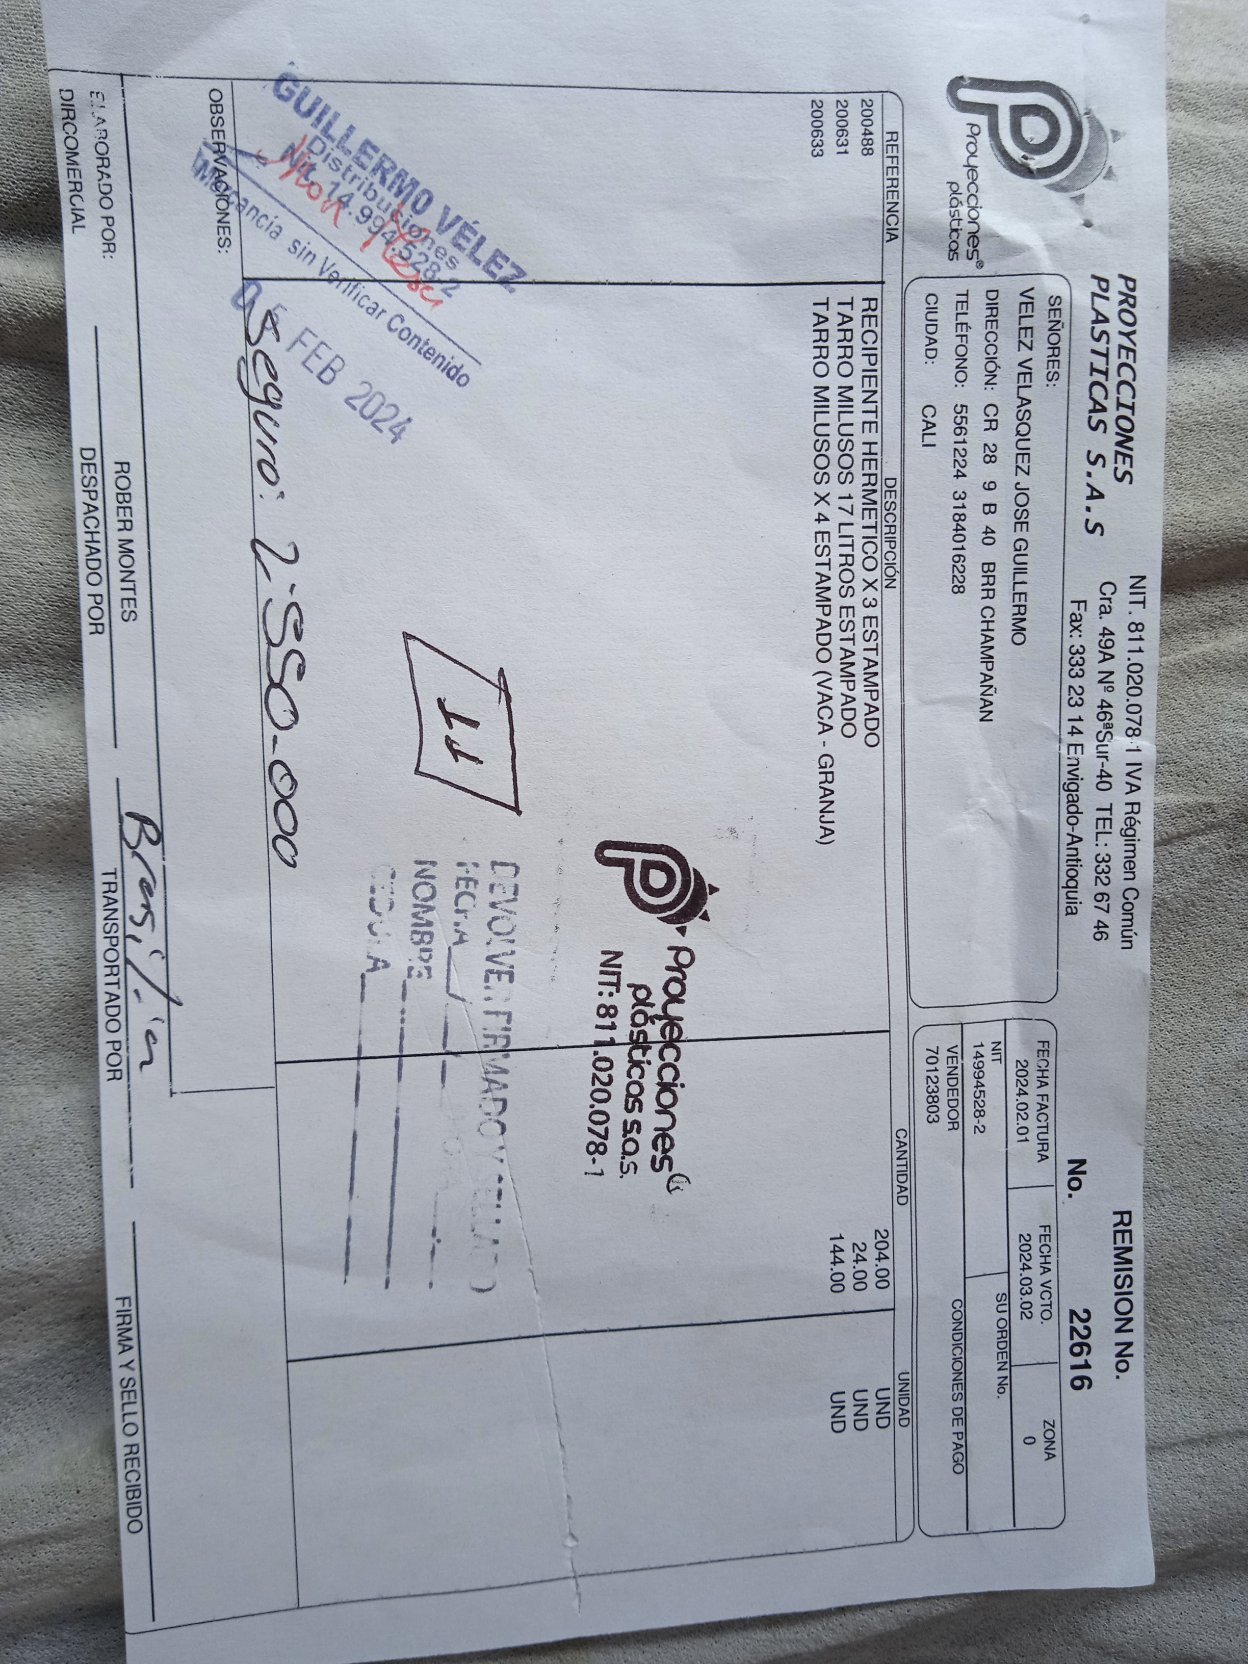 Proyecciones®
plásticas
PROYECCIONES
PLASTICAS S.A.S
NIT. 811.020.078-1 IVA Régimen Común
Cra. 49A Nº 46ªSur-40 TEL: 332 67 46
Fax: 333 23 14 Envigado-Antioquia
REMISION No.
No. 22616
SEÑORES:
VELEZ VELASQUEZ JOSE GUILLERMO
DIRECCIÓN: CR 28 9 B 40 BRR CHAMPAÑAN
TELÉFONO: 5561224 3184016228
CIUDAD: CALI
FECHA FACTURA FECHA VCTO. ZONA
2024.02.01 2024.03.02 0
NIT SU ORDEN No.
14994528-2
VENDEDOR CONDICIONES DE PAGO
70123803
REFERENCIA DESCRIPCIÓN CANTIDAD UNIDAD
200488 RECIPIENTE HERMETICO X 3 ESTAMPADO 204.00 UND
200631 TARRO MILUSOS 17 LITROS ESTAMPADO 24.00 UND
200633 TARRO MILUSOS X 4 ESTAMPADO (VACA - GRANJA) 144.00 UND
Proyecciones
plásticas s.a.s.
NIT: 811.020.078-1
11
GUILLERMO VÉLEZ
Distribuciones
Nit. 14.994.528-2
Mercancía sin Verificar Contenido
05 FEB 2024
DEVOLVER FIRMADO Y SELLADO
FECHA
NOMBRE
CEDULA
Seguro: 2'550-000
OBSERVACIONES:
ELABORADO POR:
DIRCOMERCIAL
ROBER MONTES
DESPACHADO POR
Brasilia
TRANSPORTADO POR
FIRMA Y SELLO RECIBIDO